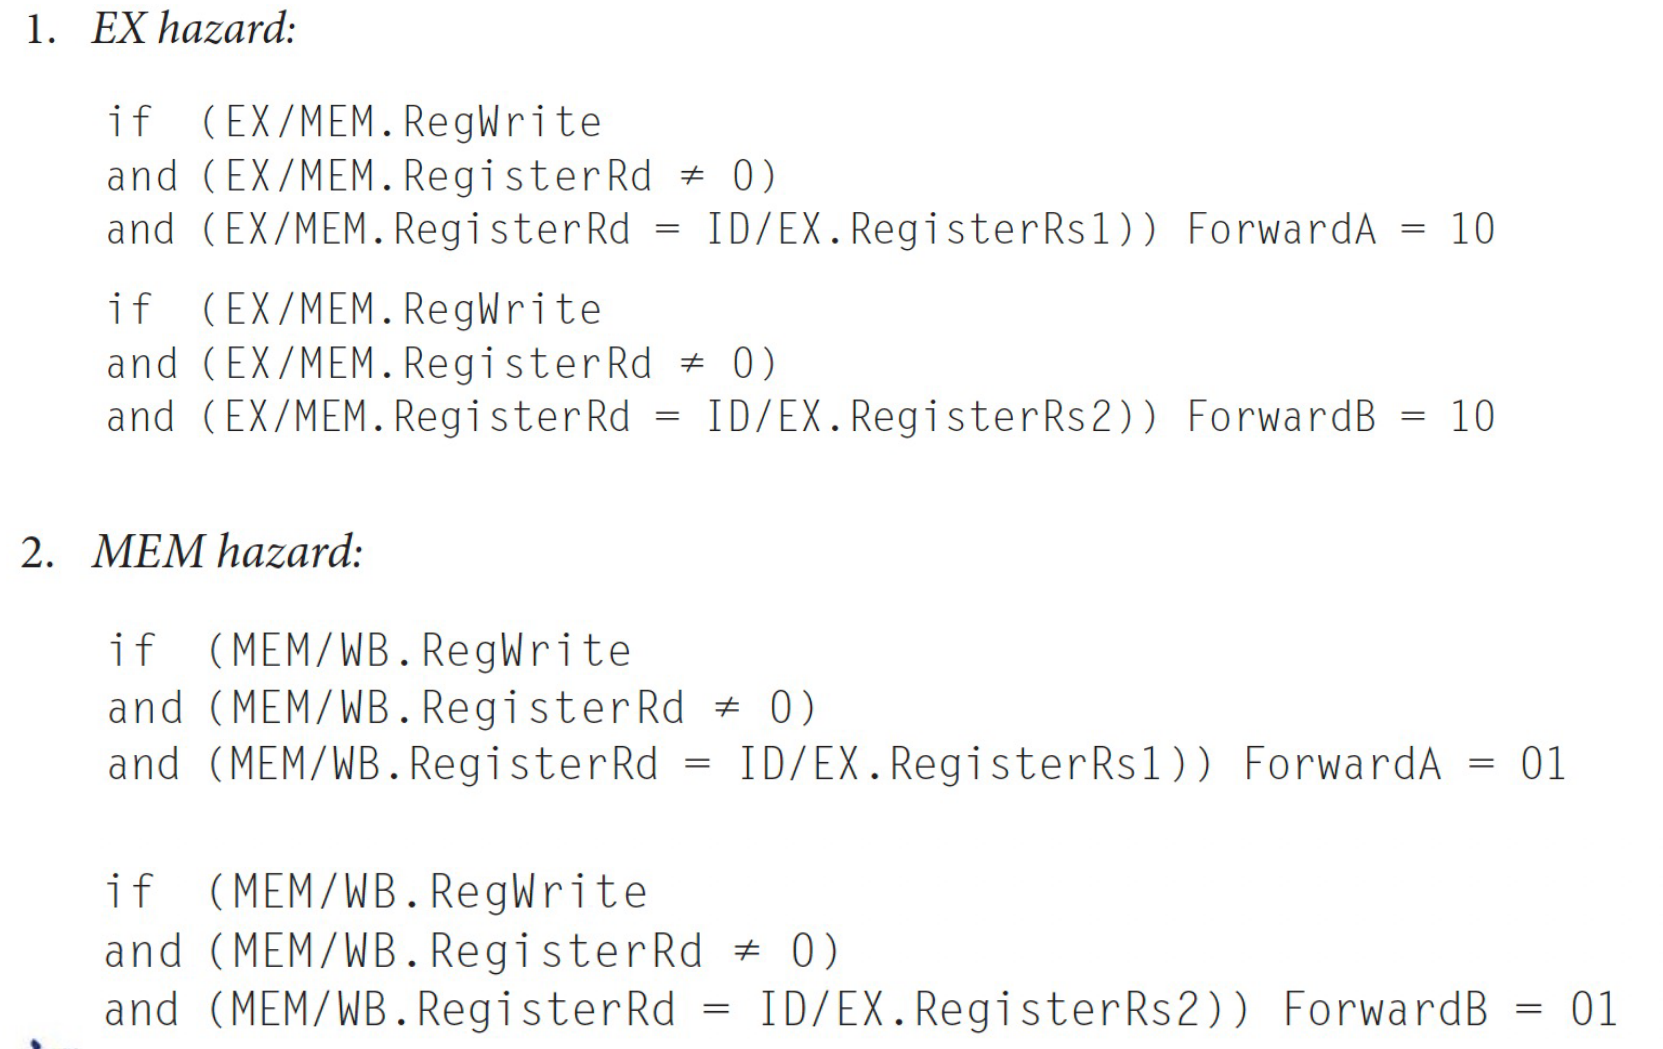 1. EX hazard:
if (EX/MEM.RegWrite
and (EX/MEM.RegisterRd ≠ 0)
and (EX/MEM.RegisterRd = ID/EX.RegisterRs1)) ForwardA = 10
if (EX/MEM.RegWrite
and (EX/MEM.RegisterRd ≠ 0)
and (EX/MEM.RegisterRd = ID/EX.RegisterRs2)) ForwardB = 10
2. MEM hazard:
if (MEM/WB.RegWrite
and (MEM/WB.RegisterRd ≠ 0)
and (MEM/WB.RegisterRd = ID/EX.RegisterRs1)) ForwardA = 01
if (MEM/WB.RegWrite
and (MEM/WB.RegisterRd ≠ 0)
and (MEM/WB.RegisterRd = ID/EX.RegisterRs2)) ForwardB = 01